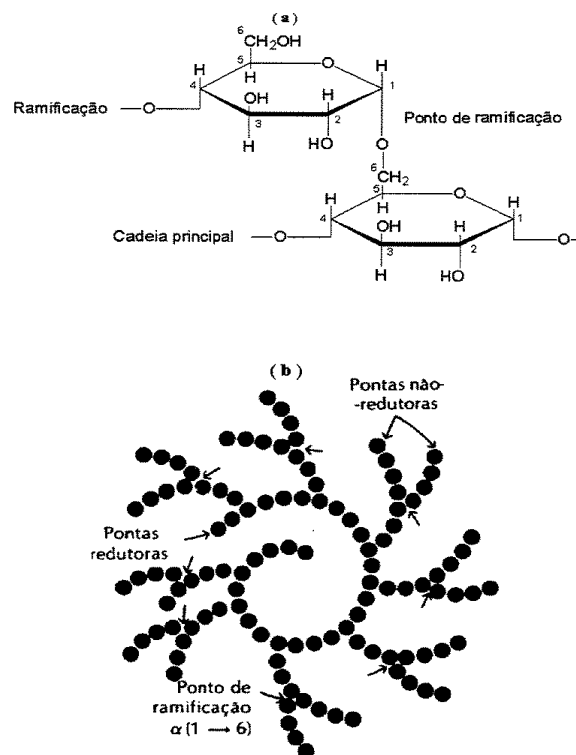 (a)
6
CH₂OH
5
H
O
H
H
4
H
1
Ramificação
O
OH
H
3
2
H
HO
Ponto de ramificação
O
6
CH₂
5
H
O
H
H
4
1
Cadeia principal
O
OH
H
O
3
2
H
HO
(b)
Pontas não-
-redutoras
Pontas
redutoras
Ponto de
ramificação
α (1 → 6)